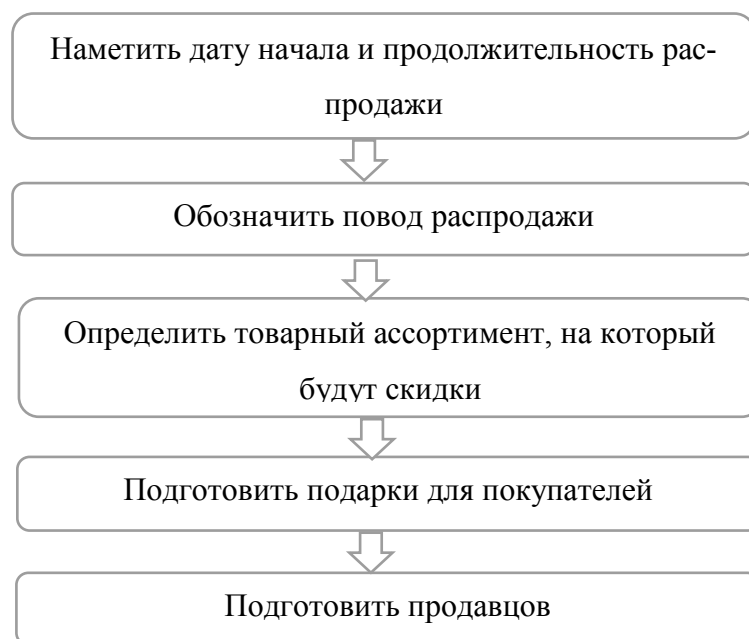 Наметить дату начала и продолжительность рас-
продажи
Обозначить повод распродажи
Определить товарный ассортимент, на который
будут скидки
Подготовить подарки для покупателей
Подготовить продавцов